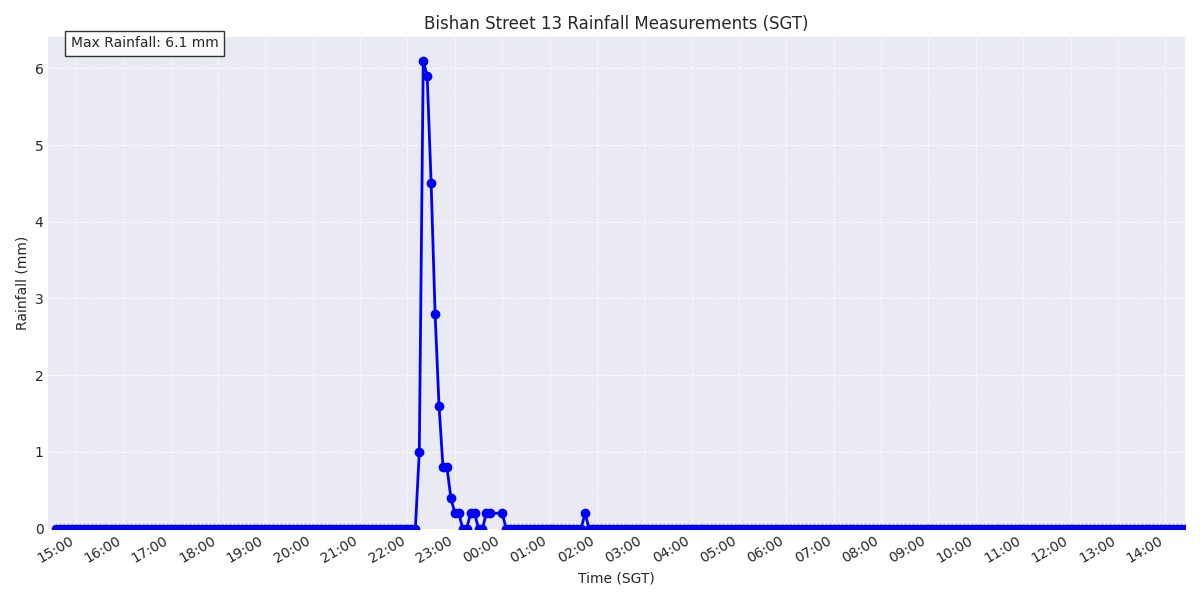 Bishan Street 13 Rainfall Measurements (SGT)
Max Rainfall: 6.1 mm
6
5
4
3
2
1
0
Rainfall (mm)
15:00 16:00 17:00 18:00 19:00 20:00 21:00 22:00 23:00 00:00 01:00 02:00 03:00 04:00 05:00 06:00 07:00 08:00 09:00 10:00 11:00 12:00 13:00 14:00
Time (SGT)